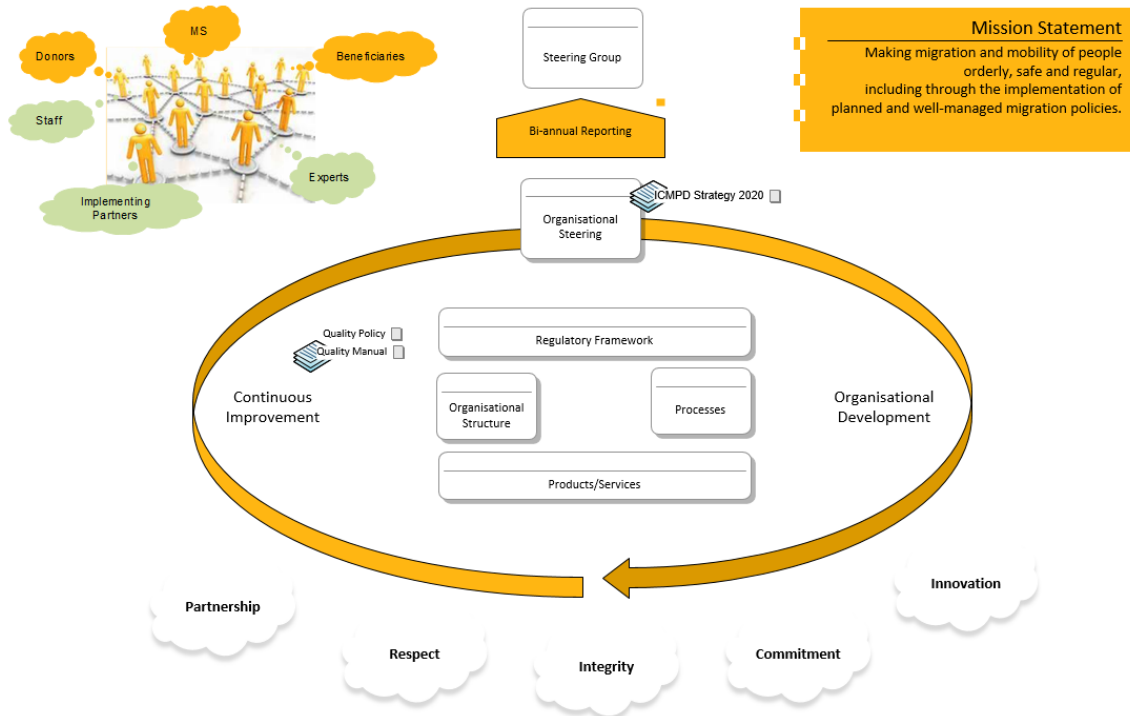 MS
Donors
Beneficiaries
Staff
Experts
Implementing
Partners
Steering Group
Bi-annual Reporting
Mission Statement
Making migration and mobility of people
orderly, safe and regular,
including through the implementation of
planned and well-managed migration policies.
ICMPD Strategy 2020
Organisational
Steering
Quality Policy
Quality Manual
Regulatory Framework
Continuous
Improvement
Organisational
Structure
Processes
Organisational
Development
Products/Services
Partnership
Respect
Integrity
Commitment
Innovation